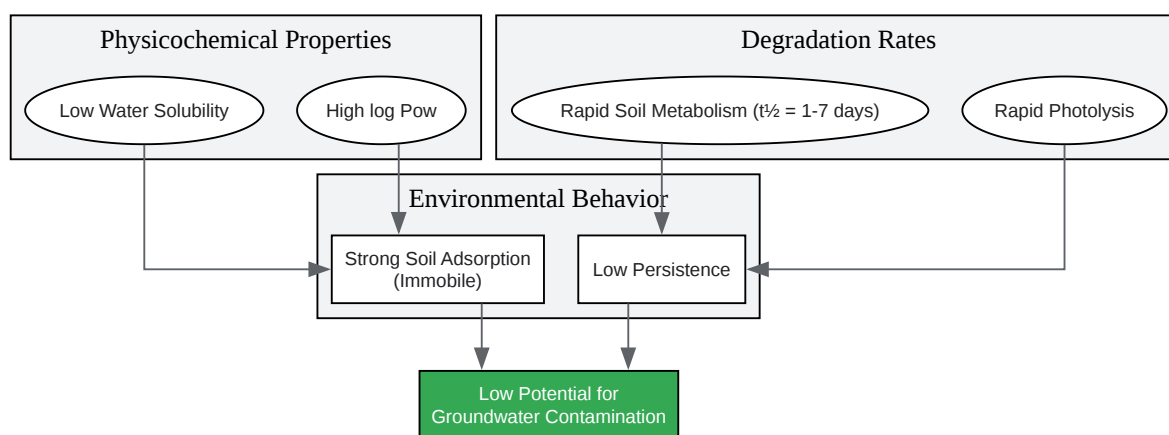 Physicochemical Properties
Low Water Solubility
High log Pow
Degradation Rates
Rapid Soil Metabolism (t½ = 1-7 days)
Rapid Photolysis
Environmental Behavior
Strong Soil Adsorption
(Immobile)
Low Persistence
Low Potential for
Groundwater Contamination